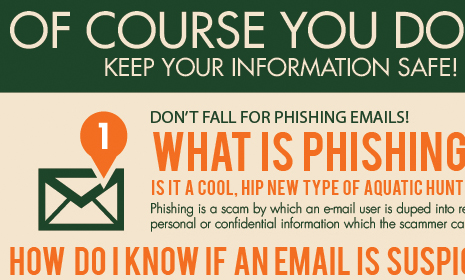 OF COURSE YOU DO
KEEP YOUR INFORMATION SAFE!
1
DON'T FALL FOR PHISHING EMAILS!
WHAT IS PHISHING
IS IT A COOL, HIP NEW TYPE OF AQUATIC HUNT
Phishing is a scam by which an e-mail user is duped into re
personal or confidential information which the scammer ca
HOW DO I KNOW IF AN EMAIL IS SUSPIC